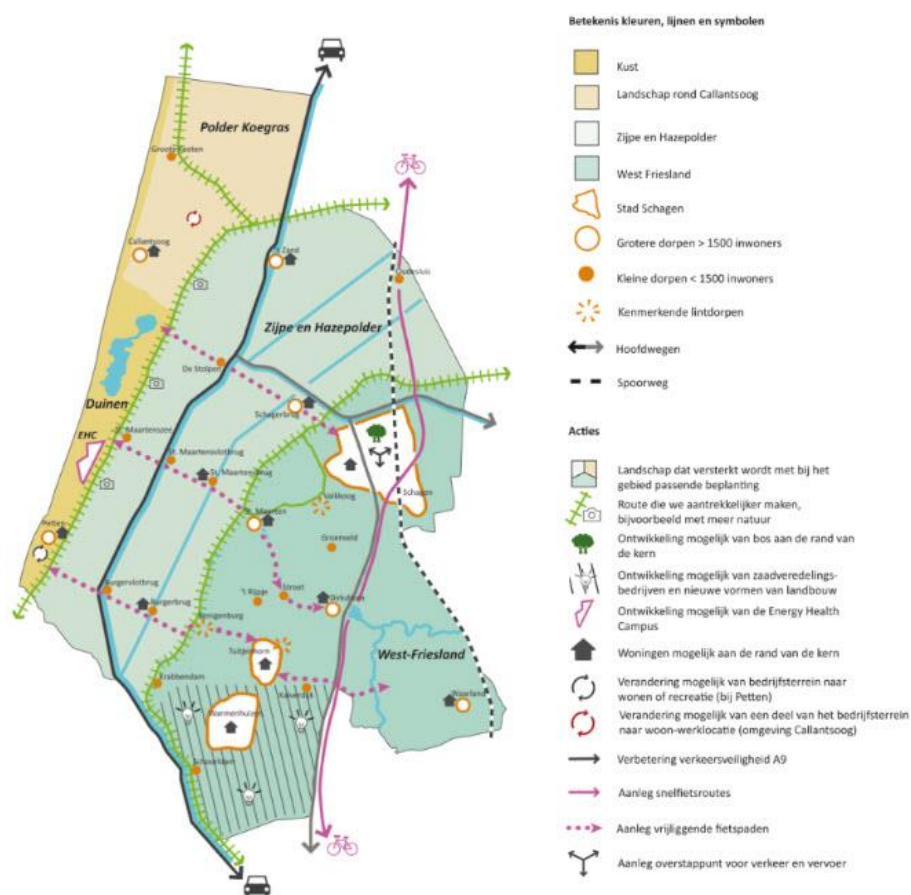 Polder Koegras
Groote Keeten
Callantsoog
't Zand
Oudesluis
Zijpe en Hazepolder
De Stolpen
Duinen
Schagerbrug
EHC
St. Maartenszee
St. Maartensvlotbrug
St. Maartensbrug
Schagen
Valkkoog
St. Maarten
Petten
Groenveld
Burgervlotbrug
't Rijpje
Stroet
Dirkshorn
Burgerbrug
Eenigenburg
Tuitjenhorn
West-Friesland
Krabbendam
Kalverdijk
Waarland
Warmenhuizen
Schoorldam
Betekenis kleuren, lijnen en symbolen
Kust
Landschap rond Callantsoog
Zijpe en Hazepolder
West Friesland
Stad Schagen
Grotere dorpen > 1500 inwoners
Kleine dorpen < 1500 inwoners
Kenmerkende lintdorpen
Hoofdwegen
Spoorweg
Acties
Landschap dat versterkt wordt met bij het
gebied passende beplanting
Route die we aantrekkelijker maken,
bijvoorbeeld met meer natuur
Ontwikkeling mogelijk van bos aan de rand van
de kern
Ontwikkeling mogelijk van zaadveredelings-
bedrijven en nieuwe vormen van landbouw
Ontwikkeling mogelijk van de Energy Health
Campus
Woningen mogelijk aan de rand van de kern
Verandering mogelijk van bedrijfsterrein naar
wonen of recreatie (bij Petten)
Verandering mogelijk van een deel van het bedrijfsterrein
naar woon-werklocatie (omgeving Callantsoog)
Verbetering verkeersveiligheid A9
Aanleg snelfietsroutes
Aanleg vrijliggende fietspaden
Aanleg overstappunt voor verkeer en vervoer